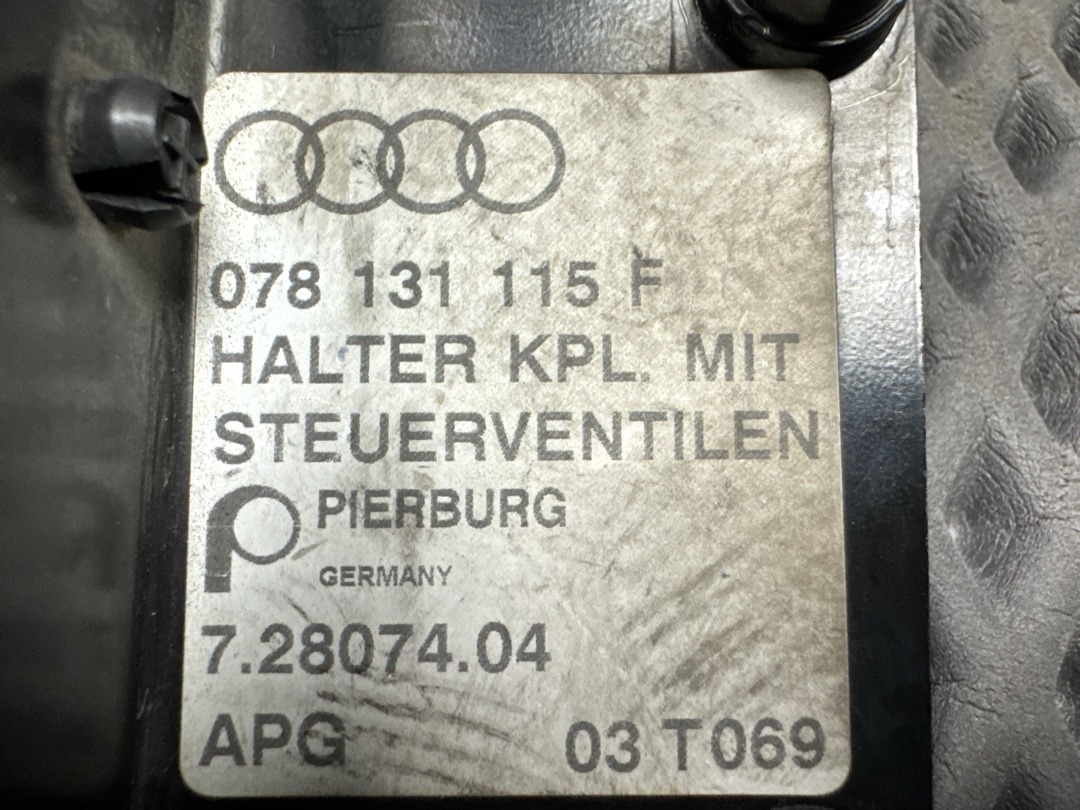 078 131 115 F
HALTER KPL. MIT
STEUERVENTILEN
PIERBURG
GERMANY
7.28074.04
APG 03 T069